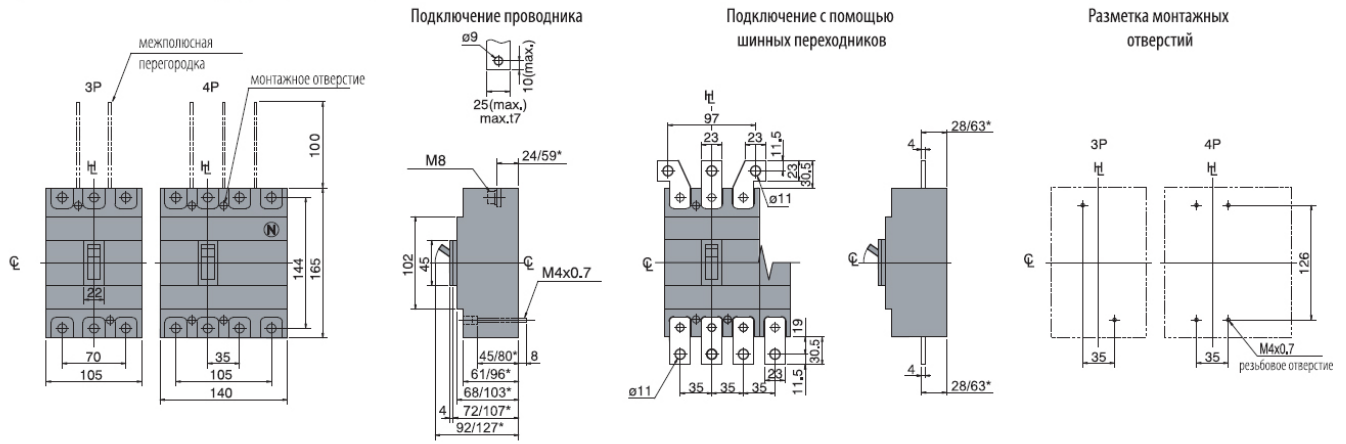 Подключение проводника
Подключение с помощью
шинных переходников
Разметка монтажных
отверстий
межполюсная
перегородка
монтажное отверстие
3P
4P
100
22
N
144
165
70
35
105
105
140
ø9
10(max.)
25(max.)
max.t7
M8
24/59*
102
45
M4x0.7
45/80*
8
61/96*
68/103*
4
72/107*
92/127*
97
23
23
11.5
23
30.5
ø11
19
30.5
11.5
23
ø11
35
35
35
4
28/63*
4
28/63*
3P
4P
126
35
35
M4x0.7
резьбовое отверстие